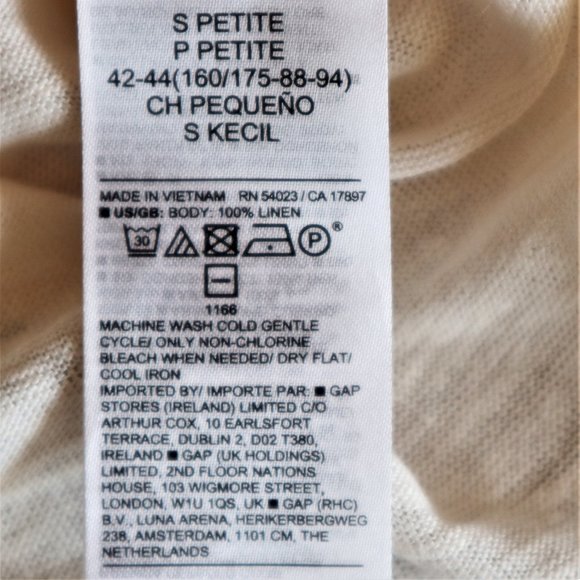 S PETITE
P PETITE
42-44(160/175-88-94)
CH PEQUEÑO
S KECIL
MADE IN VIETNAM RN 54023 / CA 17897
■ US/GB: BODY: 100% LINEN
30 P ®
1166
MACHINE WASH COLD GENTLE
CYCLE/ ONLY NON-CHLORINE
BLEACH WHEN NEEDED/ DRY FLAT/
COOL IRON
IMPORTED BY/ IMPORTE PAR: ■ GAP
STORES (IRELAND) LIMITED C/O
ARTHUR COX, 10 EARLSFORT
TERRACE, DUBLIN 2, D02 T380,
IRELAND ■ GAP (UK HOLDINGS)
LIMITED, 2ND FLOOR NATIONS
HOUSE, 103 WIGMORE STREET,
LONDON, W1U 1QS, UK ■ GAP (RHC)
B.V., LUNA ARENA, HERIKERBERGWEG
238, AMSTERDAM, 1101 CM, THE
NETHERLANDS